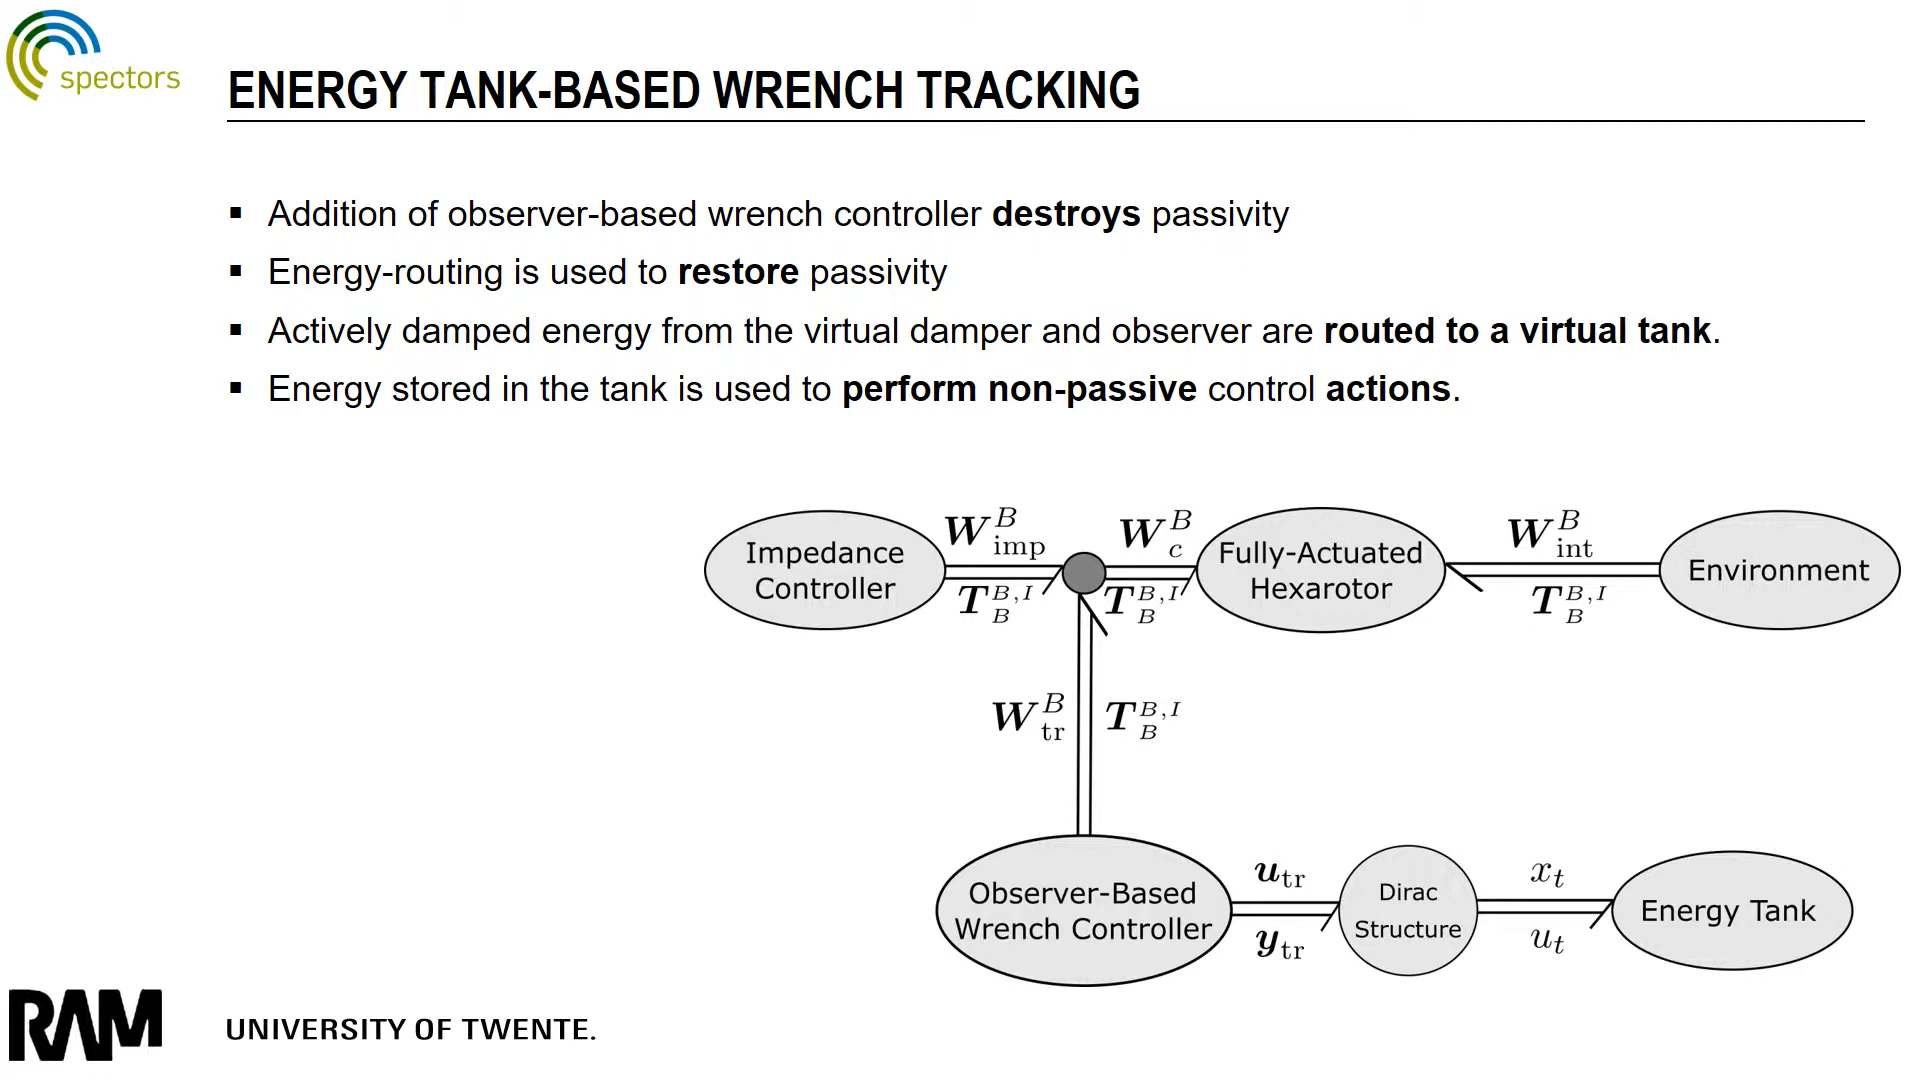 spectors
ENERGY TANK-BASED WRENCH TRACKING
▪ Addition of observer-based wrench controller destroys passivity
▪ Energy-routing is used to restore passivity
▪ Actively damped energy from the virtual damper and observer are routed to a virtual tank.
▪ Energy stored in the tank is used to perform non-passive control actions.
Impedance
Controller
W^B_imp
T^{B,I}_B
W^B_c
T^{B,I}_B
Fully-Actuated
Hexarotor
W^B_int
T^{B,I}_B
Environment
W^B_tr
T^{B,I}_B
Observer-Based
Wrench Controller
u_tr
y_tr
Dirac
Structure
x_t
u_t
Energy Tank
RAM
UNIVERSITY OF TWENTE.